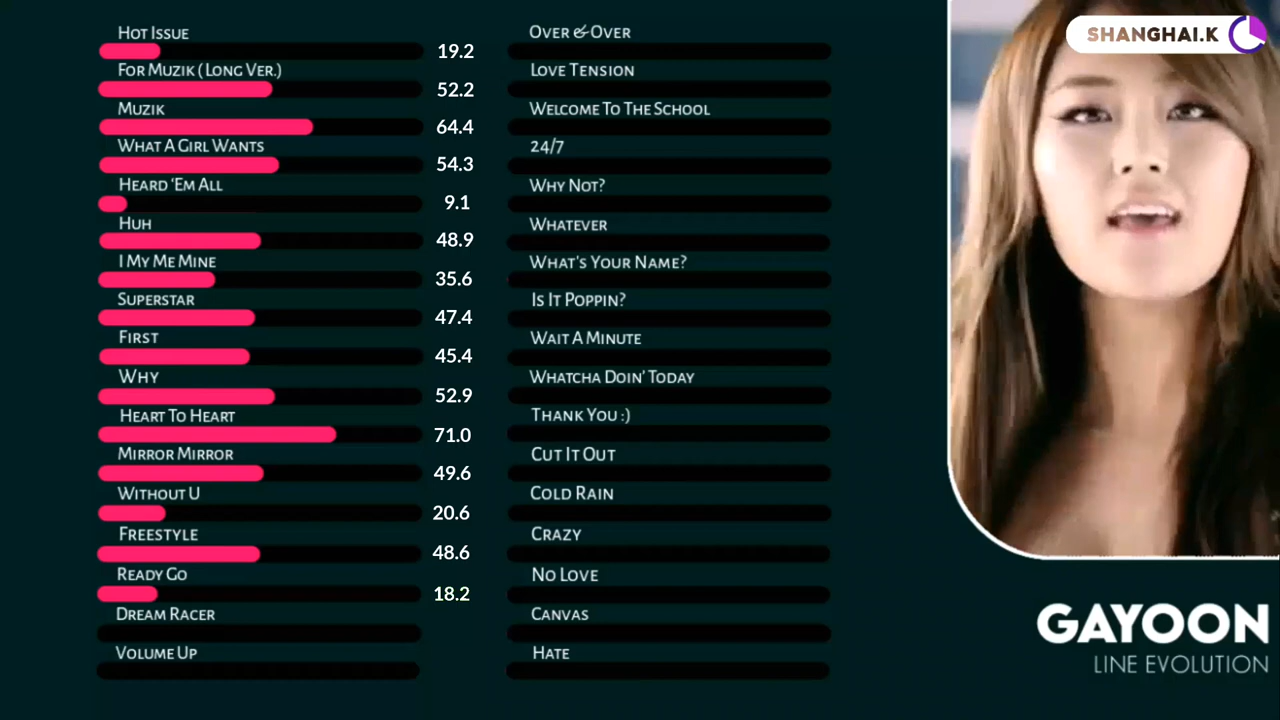 Hot Issue
19.2
For Muzik (Long Ver.)
52.2
Muzik
64.4
What A Girl Wants
54.3
Heard 'Em All
9.1
Huh
48.9
I My Me Mine
35.6
Superstar
47.4
First
45.4
Why
52.9
Heart To Heart
71.0
Mirror Mirror
49.6
Without U
20.6
Freestyle
48.6
Ready Go
18.2
Dream Racer
Volume Up
Over & Over
Love Tension
Welcome To The School
24/7
Why Not?
Whatever
What's Your Name?
Is It Poppin?
Wait A Minute
Whatcha Doin' Today
Thank You :)
Cut It Out
Cold Rain
Crazy
No Love
Canvas
Hate
SHANGHAI.K
GAYOON
LINE EVOLUTION